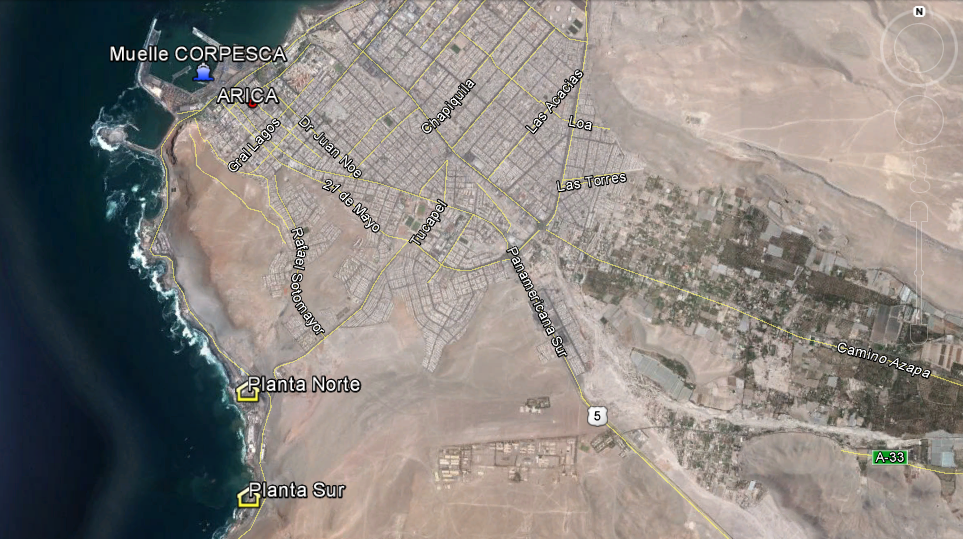 N
Muelle CORPESCA
ARICA
Gral Lagos
Dr Juan Noe
Chapiquila
Las Acacias
Loa
Las Torres
21 de Mayo
Tucapel
Rafael Sotomayor
Panamericana Sur
Camino Azapa
Planta Norte
5
A-33
Planta Sur